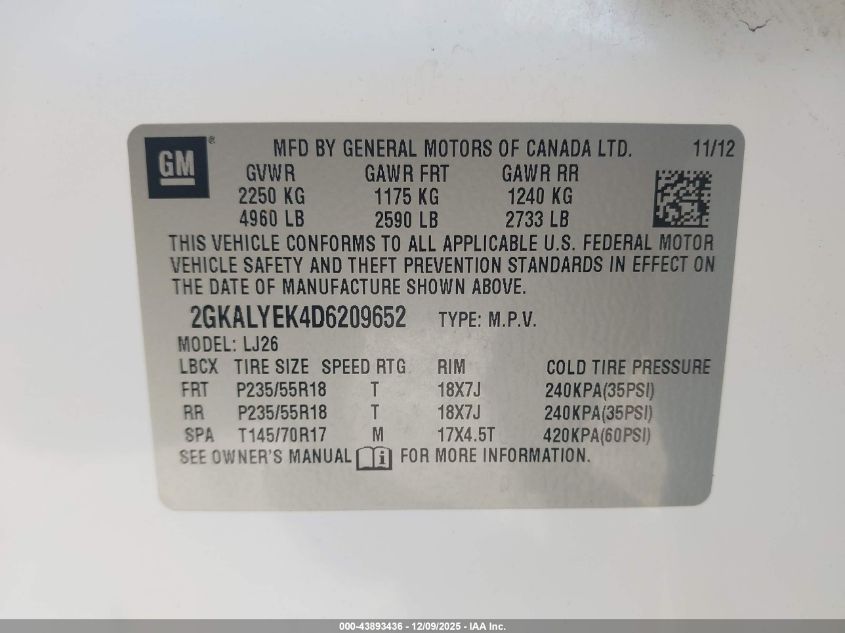 GM ® MFD BY GENERAL MOTORS OF CANADA LTD. 11/12
GVWR GAWR FRT GAWR RR
2250 KG 1175 KG 1240 KG
4960 LB 2590 LB 2733 LB
THIS VEHICLE CONFORMS TO ALL APPLICABLE U.S. FEDERAL MOTOR
VEHICLE SAFETY AND THEFT PREVENTION STANDARDS IN EFFECT ON
THE DATE OF MANUFACTURE SHOWN ABOVE.
2GKALYEK4D6209652 TYPE: M.P.V.
MODEL: LJ26
LBCX TIRE SIZE SPEED RTG RIM COLD TIRE PRESSURE
FRT P235/55R18 T 18X7J 240KPA(35PSI)
RR P235/55R18 T 18X7J 240KPA(35PSI)
SPA T145/70R17 M 17X4.5T 420KPA(60PSI)
SEE OWNER'S MANUAL i FOR MORE INFORMATION.
000-43893436 - 12/09/2025 - IAA Inc.